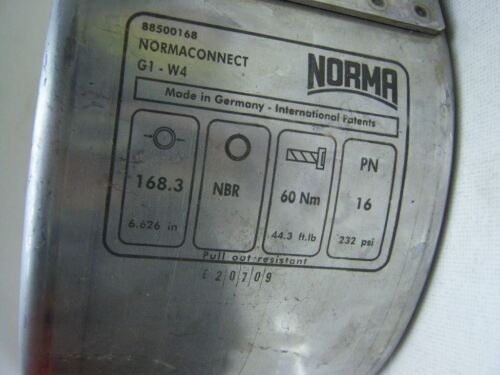 88500168
NORMACONNECT
G1 - W4
NORMA
Made in Germany - International Patents
168.3
6.626 in
NBR
60 Nm
44.3 ft.lb
PN
16
232 psi
Pull out-resistant
E 20709